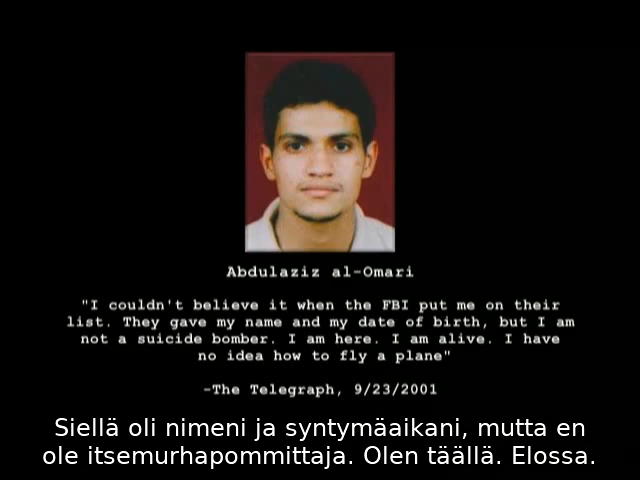 Abdulaziz al-Omari
"I couldn't believe it when the FBI put me on their
list. They gave my name and my date of birth, but I am
not a suicide bomber. I am here. I am alive. I have
no idea how to fly a plane"
-The Telegraph, 9/23/2001
Siellä oli nimeni ja syntymäaikani, mutta en
ole itsemurhapommittaja. Olen täällä. Elossa.